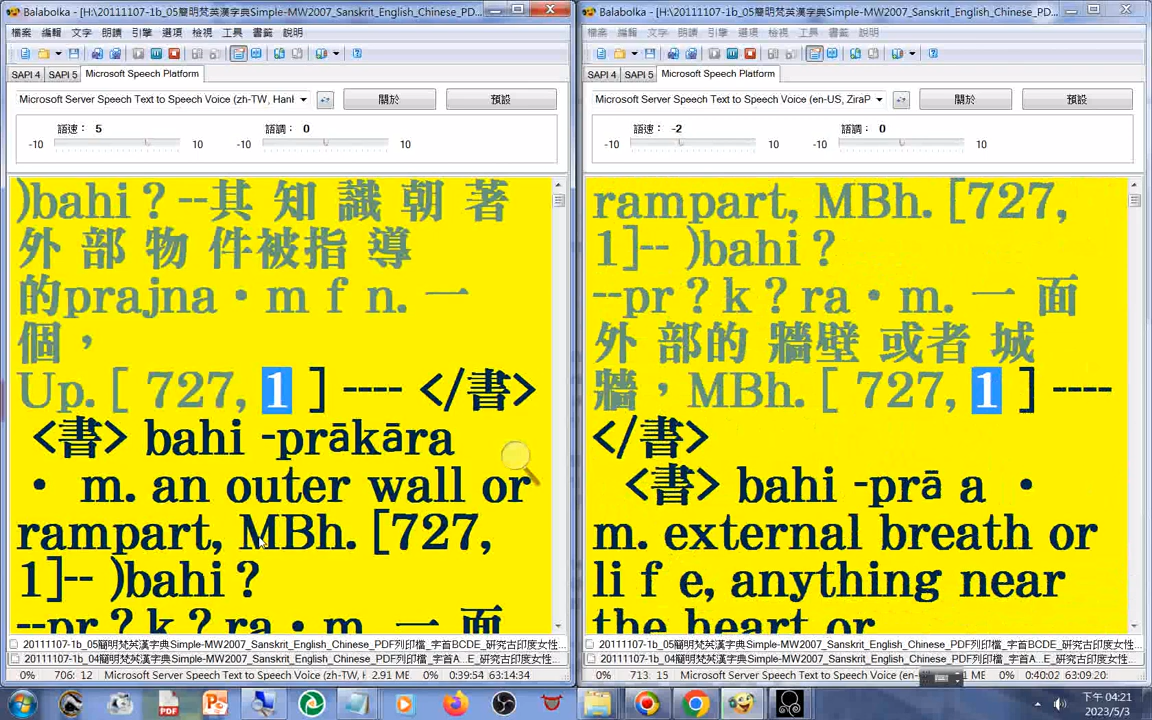 Balabolka - [H:\20111107-1b_05簡明梵英漢字典Simple-MW2007_Sanskrit_English_Chinese_PD...
檔案 編輯 文字 朗讀 引擎 選項 檢視 工具 書籤 說明
SAPI 4 SAPI 5 Microsoft Speech Platform
Microsoft Server Speech Text to Speech Voice (zh-TW, HanH
關於 預設
語速： 5 語調： 0
-10 10 -10 10
)bahi？--其 知 識 朝 著
外 部 物 件被指 導
的prajna • m f n. 一
個，
Up. [ 727, 1 ] ---- </書>
<書> bahi -prākāra
• m. an outer wall or
rampart, MBh. [727,
1]-- )bahi？
--pr？k？ra • m. 一 面
20111107-1b_05簡明梵英漢字典Simple-MW2007_Sanskrit_English_Chinese_PDF列印檔_字首BCDE_研究古印度女性...
20111107-1b_04簡明梵英漢字典Simple-MW2007_Sanskrit_English_Chinese_PDF列印檔_字首A...E_研究古印度女性...
0% 706: 12 Microsoft Server Speech Text to Speech Voice (zh-TW, H 2.91 MB 0% 0:39:54 63:14:34
Balabolka - [H:\20111107-1b_05簡明梵英漢字典Simple-MW2007_Sanskrit_English_Chinese_PD...
檔案 編輯 文字 朗讀 引擎 選項 檢視 工具 書籤 說明
SAPI 4 SAPI 5 Microsoft Speech Platform
Microsoft Server Speech Text to Speech Voice (en-US, ZiraP
關於 預設
語速： -2 語調： 0
-10 10 -10 10
rampart, MBh. [727,
1]-- )bahi？
--pr？k？ra • m. 一 面
外 部的 牆壁 或者 城
牆，MBh. [ 727, 1 ] ----
</書>
<書> bahi -prā a •
m. external breath or
li f e, anything near
the heart or
20111107-1b_05簡明梵英漢字典Simple-MW2007_Sanskrit_English_Chinese_PDF列印檔_字首BCDE_研究古印度女性...
20111107-1b_04簡明梵英漢字典Simple-MW2007_Sanskrit_English_Chinese_PDF列印檔_字首A...E_研究古印度女性...
0% 713: 15 Microsoft Server Speech Text to Speech Voice (en-US, MB 0% 0:40:02 63:09:20
PDF
下午 04:21
2023/5/3